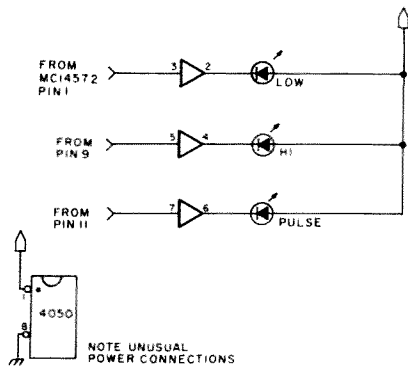 FROM
MC14572
PIN 1
3
2
LOW
FROM
PIN 9
5
4
HI
FROM
PIN 11
7
6
PULSE
1
4050
8
NOTE UNUSUAL
POWER CONNECTIONS